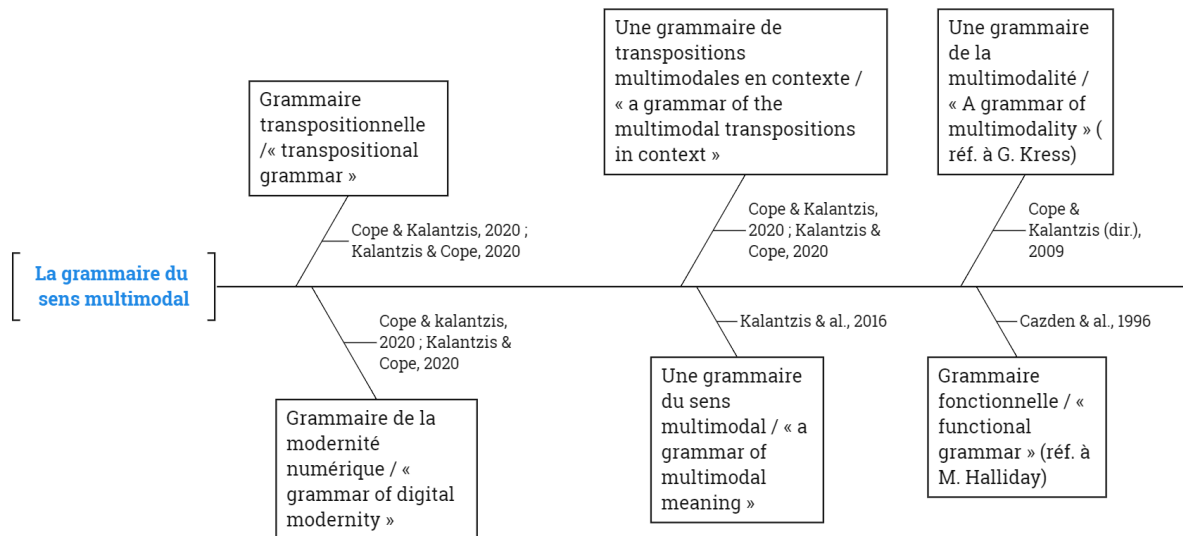 La grammaire du
sens multimodal
Grammaire
transpositionnelle
/« transpositional
grammar »
Cope & Kalantzis, 2020 ;
Kalantzis & Cope, 2020
Une grammaire de
transpositions
multimodales en contexte /
« a grammar of the
multimodal transpositions
in context »
Cope & Kalantzis,
2020 ; Kalantzis &
Cope, 2020
Une grammaire
de la
multimodalité /
« A grammar of
multimodality » (
réf. à G. Kress)
Cope &
Kalantzis (dir.),
2009
Cope & kalantzis,
2020 ; Kalantzis &
Cope, 2020
Grammaire de la
modernité
numérique / «
grammar of digital
modernity »
Kalantzis & al., 2016
Une grammaire
du sens
multimodal / « a
grammar of
multimodal
meaning »
Cazden & al., 1996
Grammaire
fonctionnelle / «
functional
grammar » (réf. à
M. Halliday)